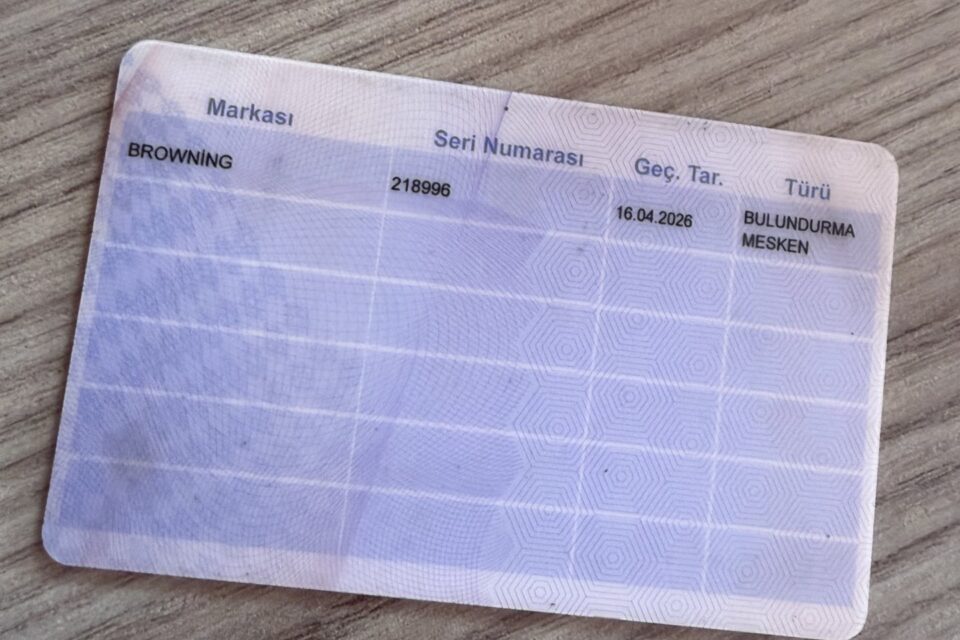 Markası Seri Numarası Geç. Tar. Türü
BROWNİNG 218996 16.04.2026 BULUNDURMA
MESKEN